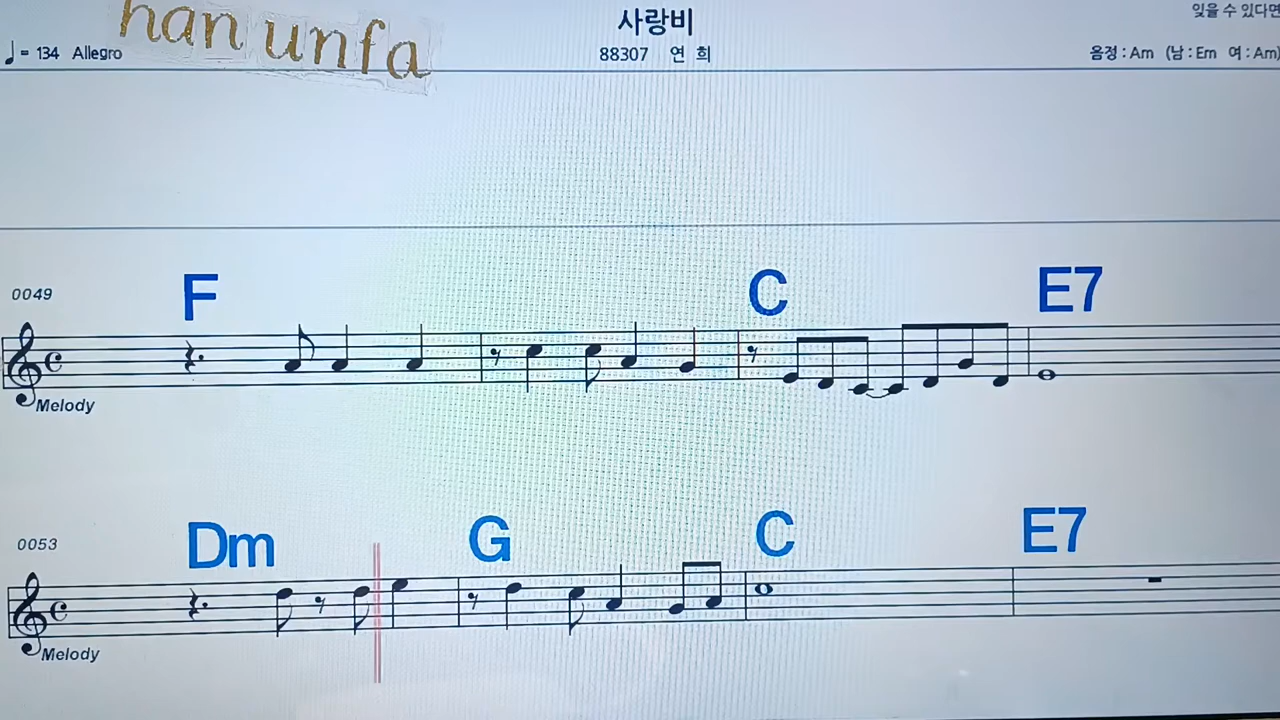 han unfa
사랑비
잊을 수 있다면
♩= 134 Allegro
88307 연 희
음정 : Am (남 : Em 여 : Am)
F C E7
0049
Melody
Dm G C E7
0053
Melody